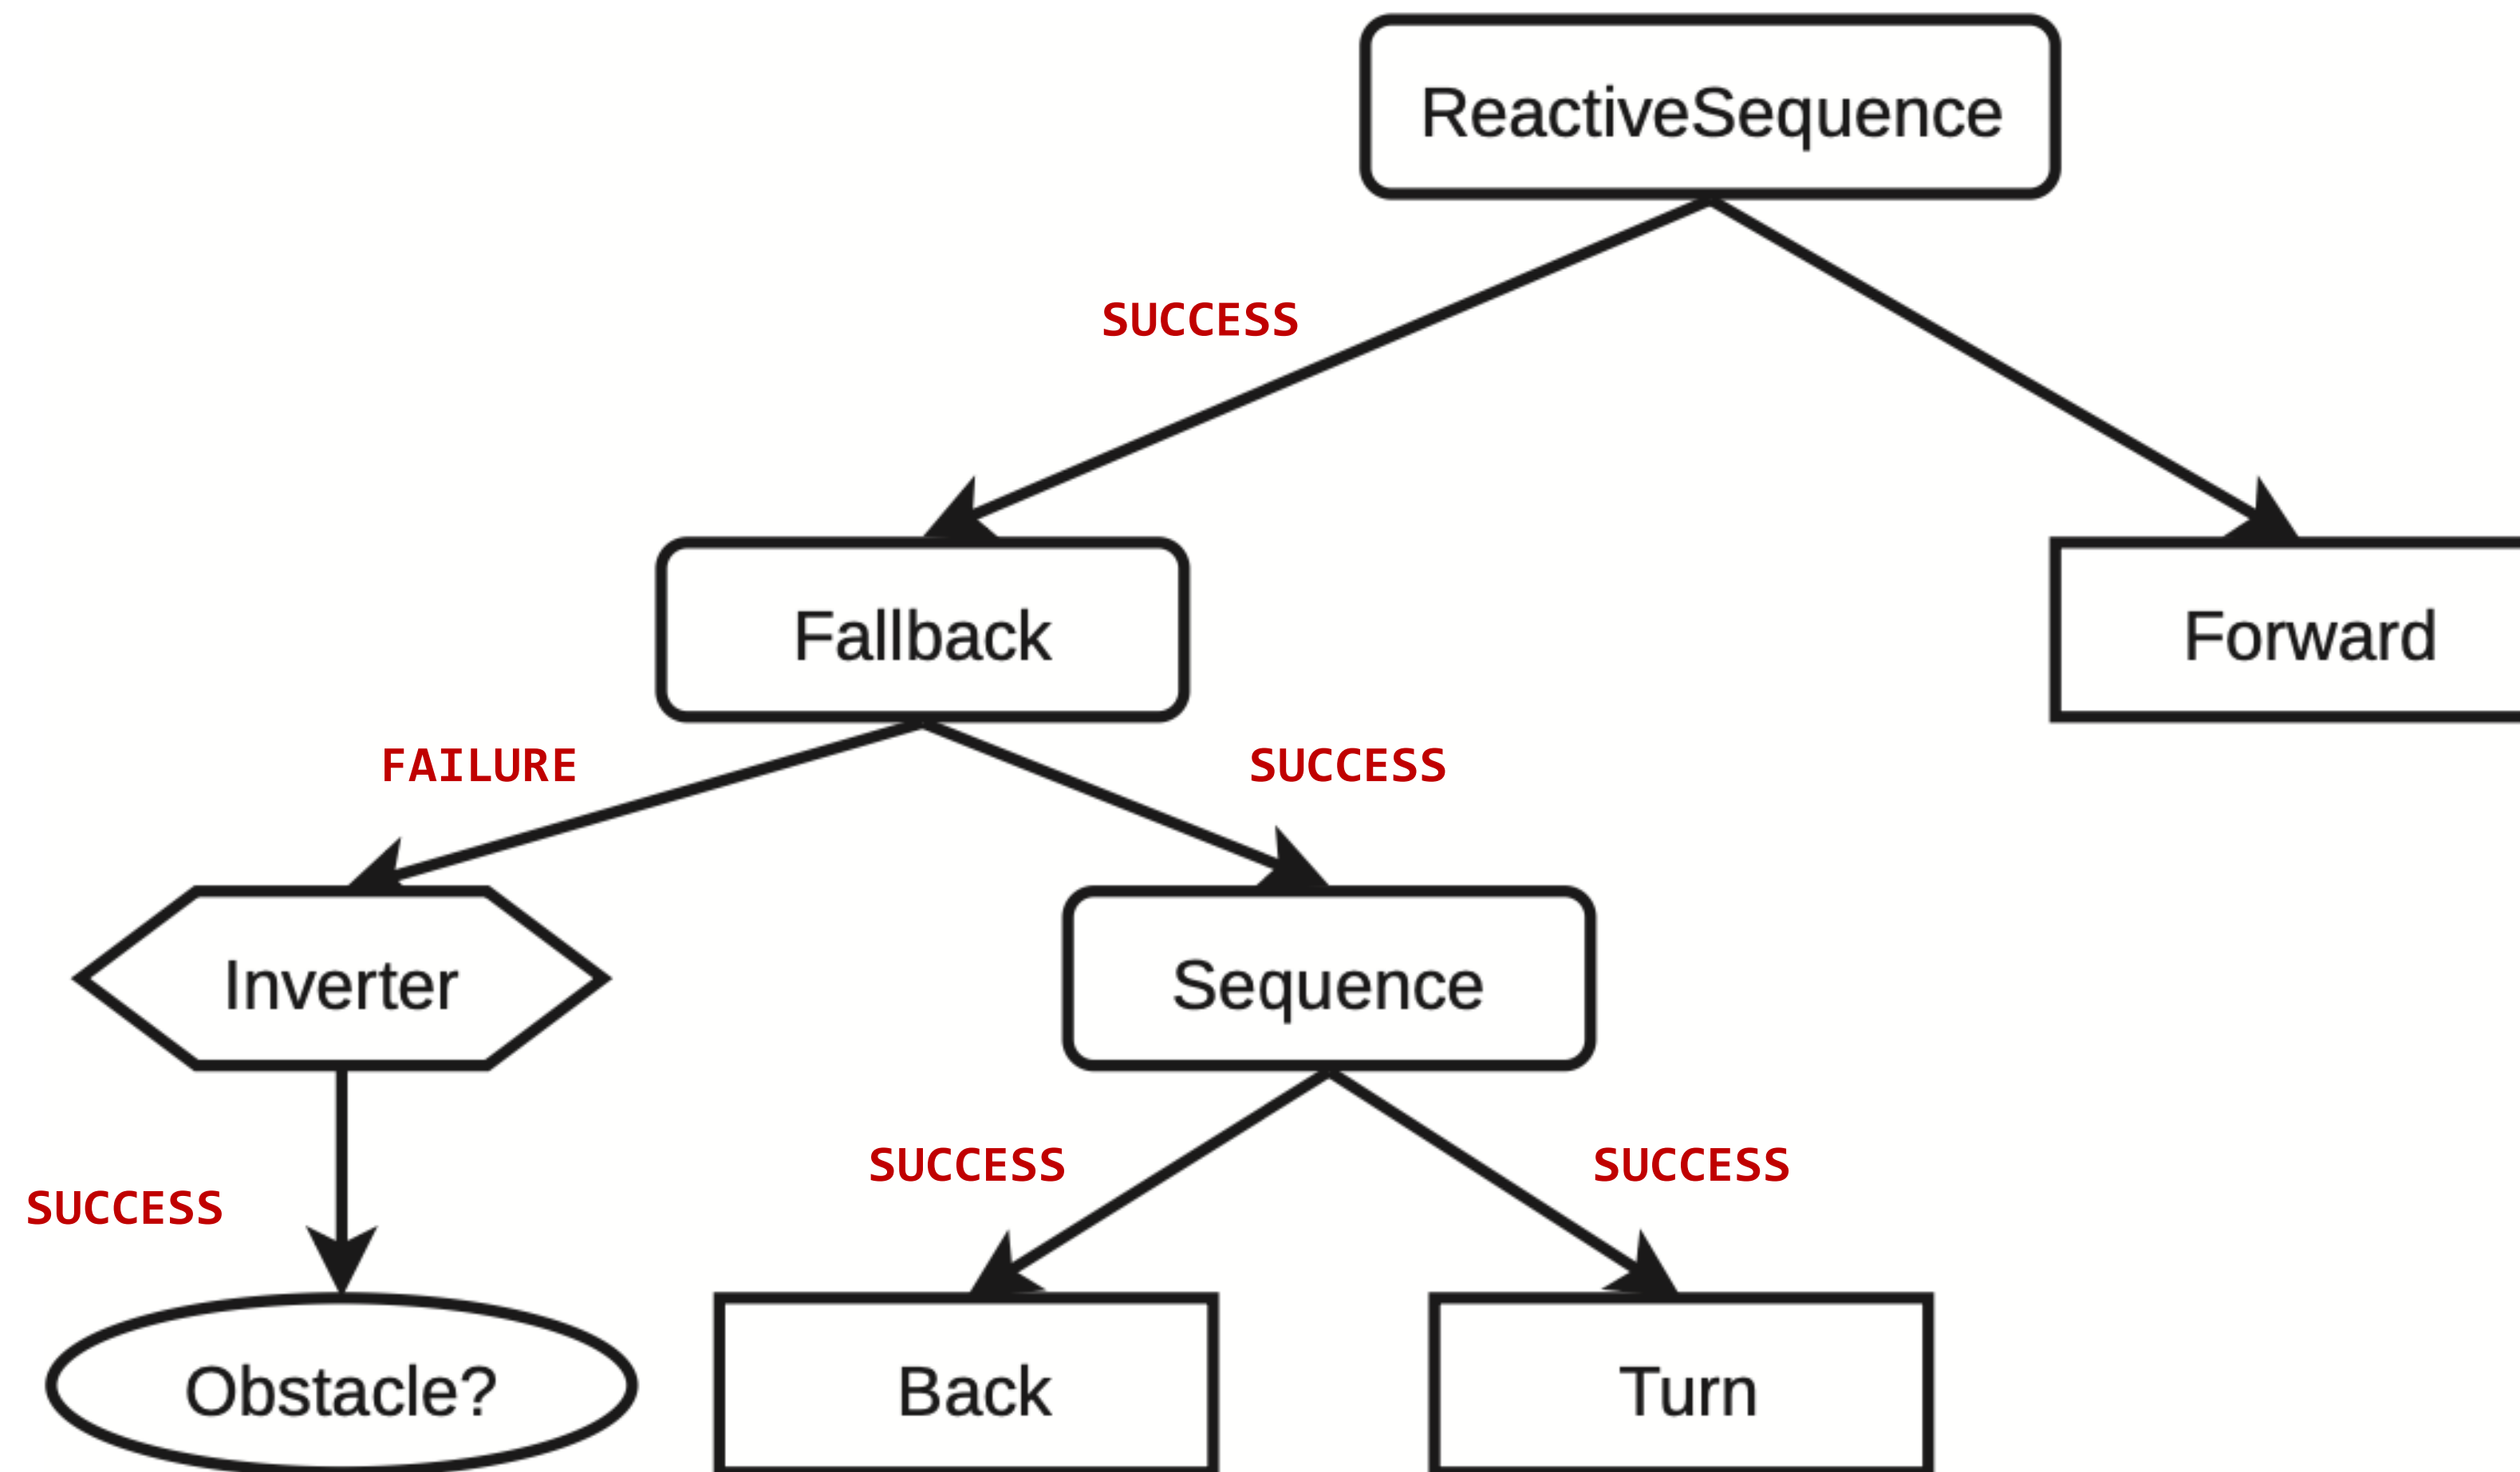 ReactiveSequence
SUCCESS
Fallback
Forward
FAILURE
SUCCESS
Inverter
Sequence
SUCCESS
SUCCESS
SUCCESS
Obstacle?
Back
Turn